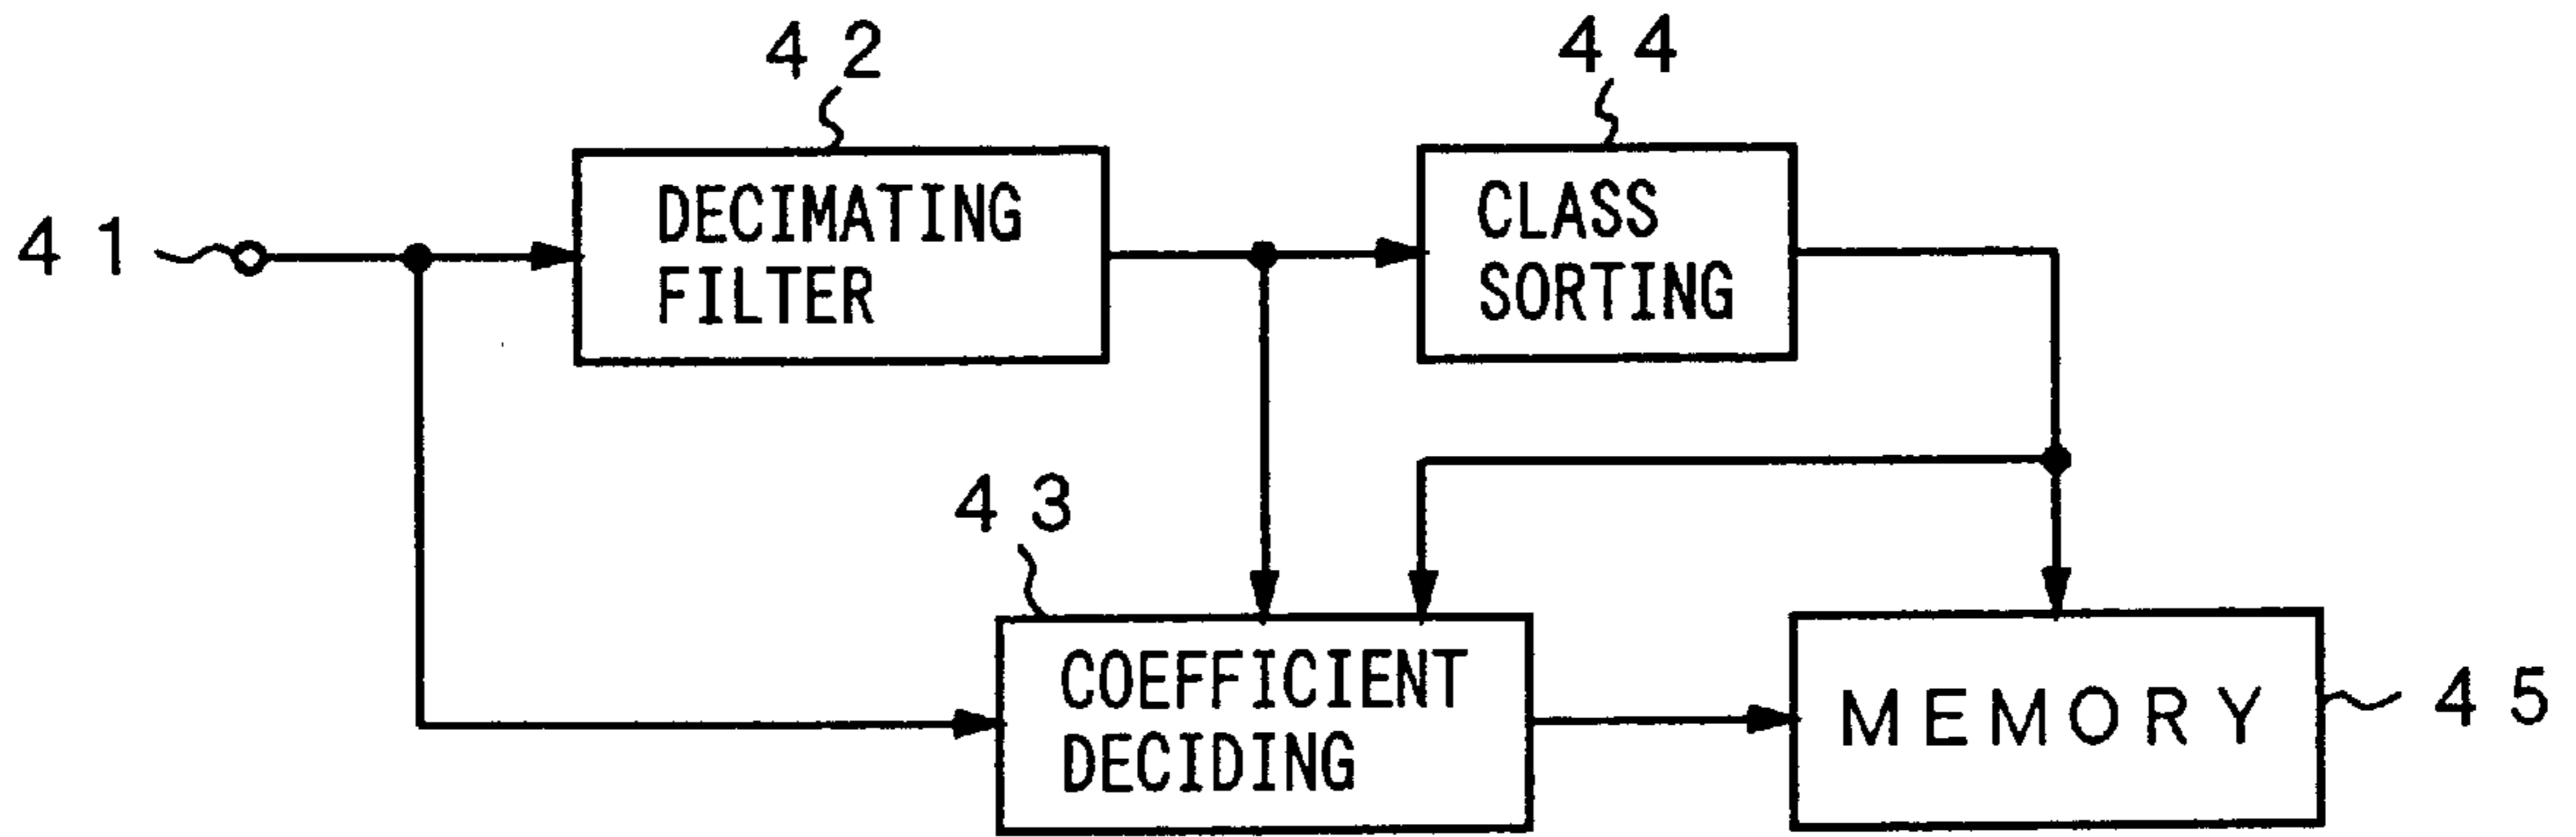 42
44
41
DECIMATING
FILTER
CLASS
SORTING
43
COEFFICIENT
DECIDING
MEMORY
45